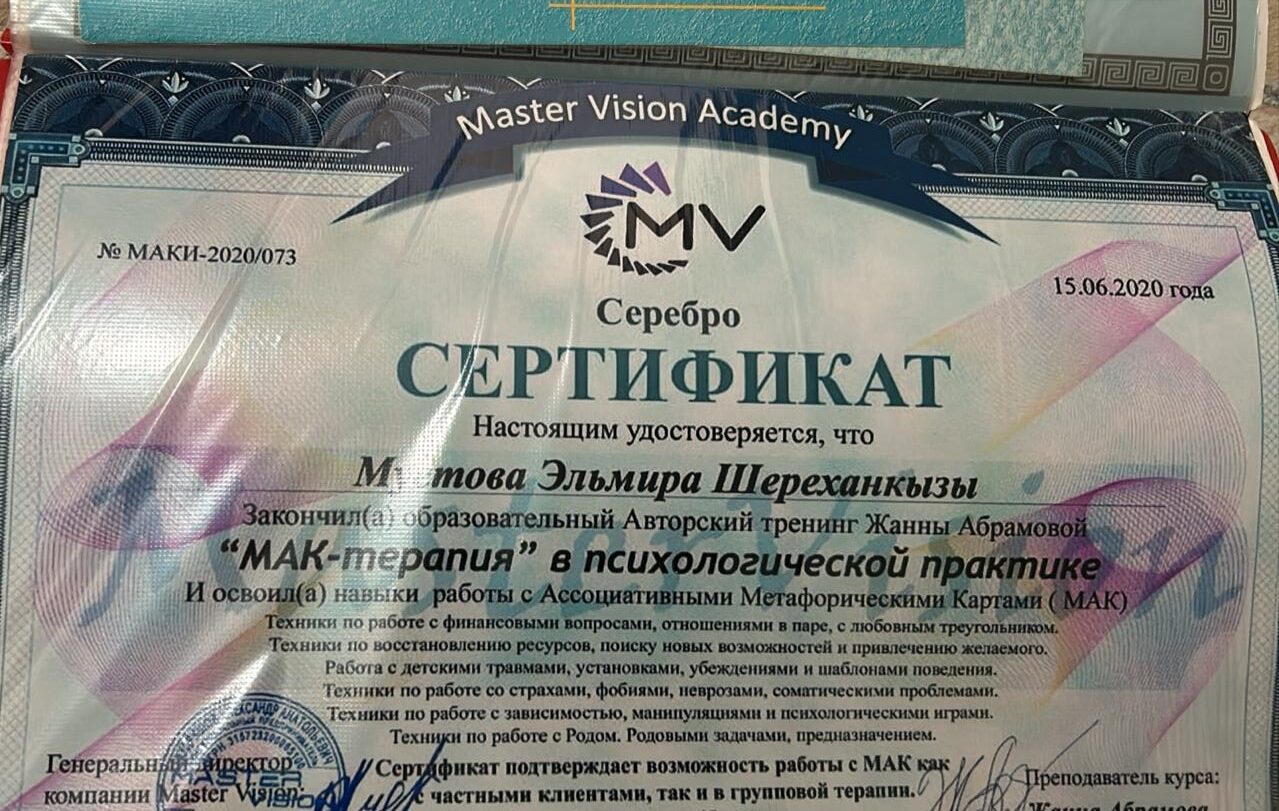 Master Vision Academy
MV
№ МАКИ-2020/073
15.06.2020 года
Серебро
СЕРТИФИКАТ
Настоящим удостоверяется, что
Эльмира Шереханкызы
Закончил(а) образовательный Авторский тренинг Жанны Абрамовой
“МАК-терапия” в психологической практике
И освоил(а) навыки работы с Ассоциативными Метафорическими Картами ( МАК)
Техники по работе с финансовыми вопросами, отношениями в паре, с любовным треугольником.
Техники по восстановлению ресурсов, поиску новых возможностей и привлечению желаемого.
Работа с детскими травмами, установками, убеждениями и шаблонами поведения.
Техники по работе со страхами, фобиями, неврозами, соматическими проблемами.
Техники по работе с зависимостью, манипуляциями и психологическими играми.
Техники по работе с Родом. Родовыми задачами, предназначением.
Генеральный директор
компании Master Vision:
MASTER
VISION
Сертификат подтверждает возможность работы с МАК как
с частными клиентами, так и в групповой терапии.
Преподаватель курса:
Жанна Абрамова